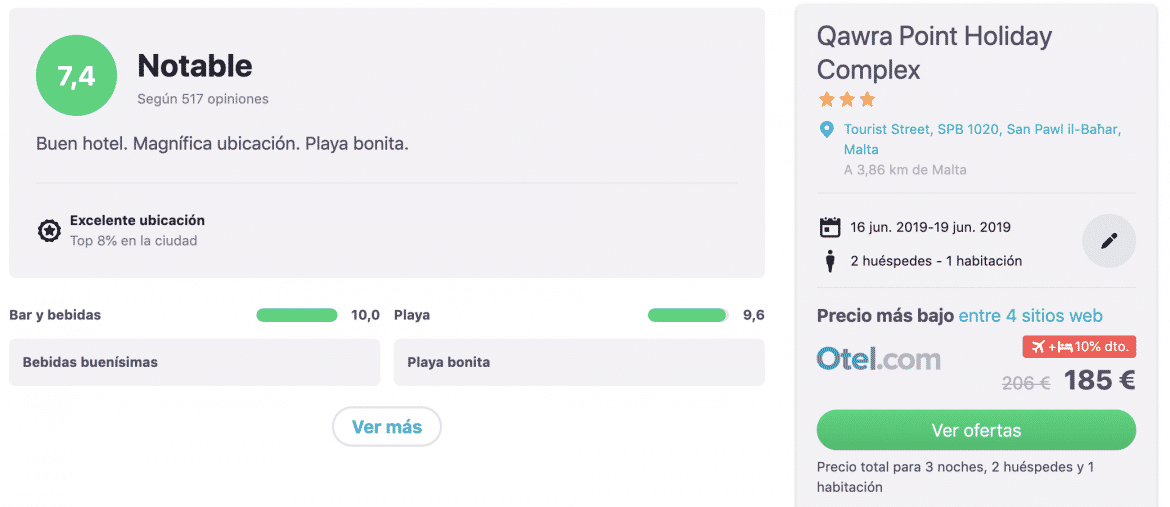 7,4
Notable
Según 517 opiniones
Buen hotel. Magnífica ubicación. Playa bonita.
Excelente ubicación
Top 8% en la ciudad
Bar y bebidas 10,0
Bebidas buenísimas
Playa 9,6
Playa bonita
Ver más
Qawra Point Holiday
Complex
Tourist Street, SPB 1020, San Pawl il-Baħar,
Malta
A 3,86 km de Malta
16 jun. 2019-19 jun. 2019
2 huéspedes - 1 habitación
Precio más bajo entre 4 sitios web
Otel.com
+ 10% dto.
206 € 185 €
Ver ofertas
Precio total para 3 noches, 2 huéspedes y 1
habitación